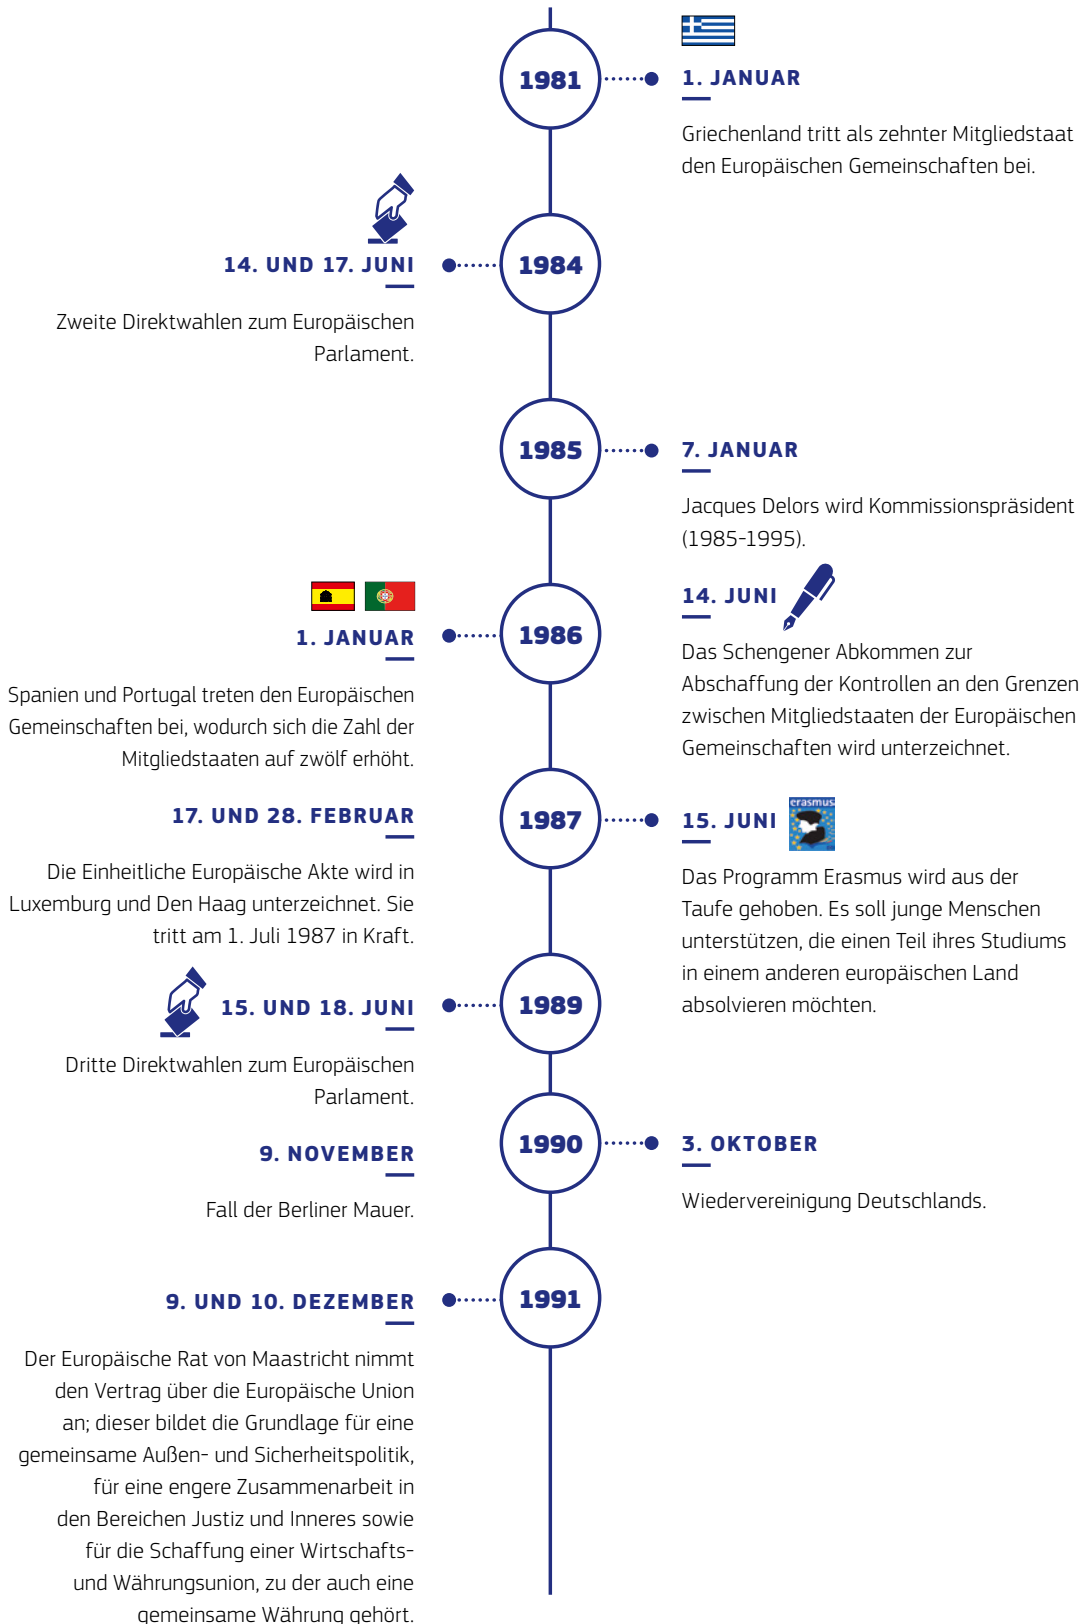 1981
1. JANUAR
Griechenland tritt als zehnter Mitgliedstaat
den Europäischen Gemeinschaften bei.
1984
14. UND 17. JUNI
Zweite Direktwahlen zum Europäischen
Parlament.
1985
7. JANUAR
Jacques Delors wird Kommissionspräsident
(1985-1995).
14. JUNI
Das Schengener Abkommen zur
Abschaffung der Kontrollen an den Grenzen
zwischen Mitgliedstaaten der Europäischen
Gemeinschaften wird unterzeichnet.
1986
1. JANUAR
Spanien und Portugal treten den Europäischen
Gemeinschaften bei, wodurch sich die Zahl der
Mitgliedstaaten auf zwölf erhöht.
17. UND 28. FEBRUAR
Die Einheitliche Europäische Akte wird in
Luxemburg und Den Haag unterzeichnet. Sie
tritt am 1. Juli 1987 in Kraft.
1987
15. JUNI
erasmus
Das Programm Erasmus wird aus der
Taufe gehoben. Es soll junge Menschen
unterstützen, die einen Teil ihres Studiums
in einem anderen europäischen Land
absolvieren möchten.
1989
15. UND 18. JUNI
Dritte Direktwahlen zum Europäischen
Parlament.
9. NOVEMBER
Fall der Berliner Mauer.
1990
3. OKTOBER
Wiedervereinigung Deutschlands.
1991
9. UND 10. DEZEMBER
Der Europäische Rat von Maastricht nimmt
den Vertrag über die Europäische Union
an; dieser bildet die Grundlage für eine
gemeinsame Außen- und Sicherheitspolitik,
für eine engere Zusammenarbeit in
den Bereichen Justiz und Inneres sowie
für die Schaffung einer Wirtschafts-
und Währungsunion, zu der auch eine
gemeinsame Währung gehört.